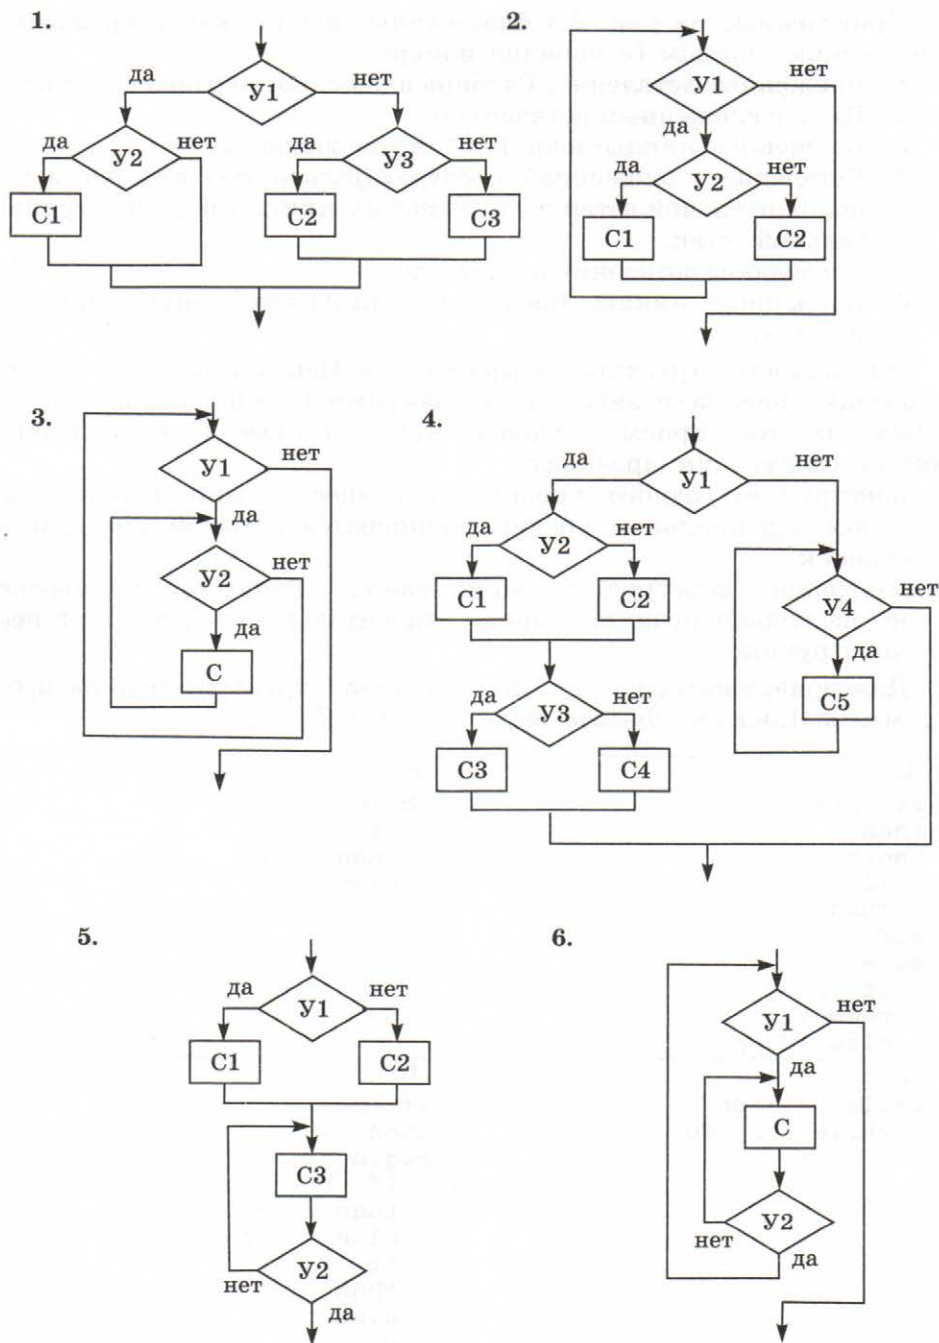 1.
У1
да
нет
У2
да
нет
С1
У3
да
нет
С2
С3
2.
У1
нет
да
У2
да
нет
С1
С2
3.
У1
нет
да
У2
нет
да
С
4.
У1
да
нет
У2
да
нет
С1
С2
У3
да
нет
С3
С4
У4
нет
да
С5
5.
У1
да
нет
С1
С2
С3
У2
нет
да
6.
У1
нет
да
С
У2
нет
да